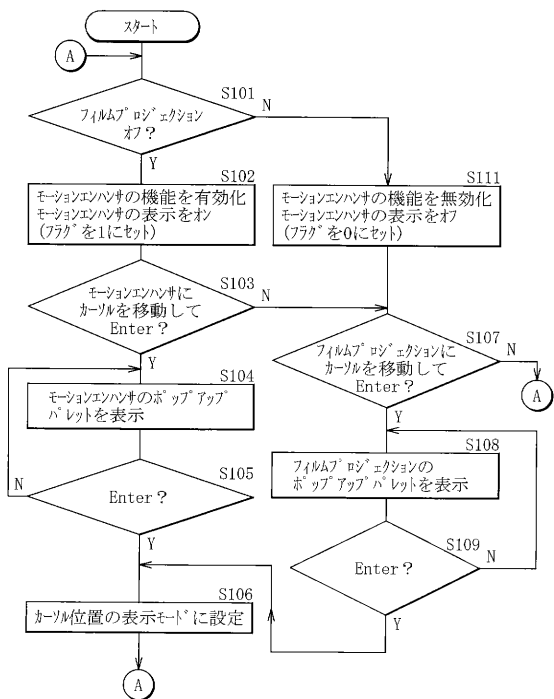 スタート
A
S101
フィルムプロジェクション
オフ？
N
Y
S102
モーションエンハンサの機能を有効化
モーションエンハンサの表示をオン
(フラグを1にセット)
S111
モーションエンハンサの機能を無効化
モーションエンハンサの表示をオフ
(フラグを0にセット)
S103
モーションエンハンサに
カーソルを移動して
Enter？
N
Y
S107
フィルムプロジェクションに
カーソルを移動して
Enter？
N
A
Y
S104
モーションエンハンサのポップアップ
パレットを表示
S108
フィルムプロジェクションの
ポップアップパレットを表示
S105
Enter？
N
Y
S109
Enter？
N
Y
S106
カーソル位置の表示モードに設定
A